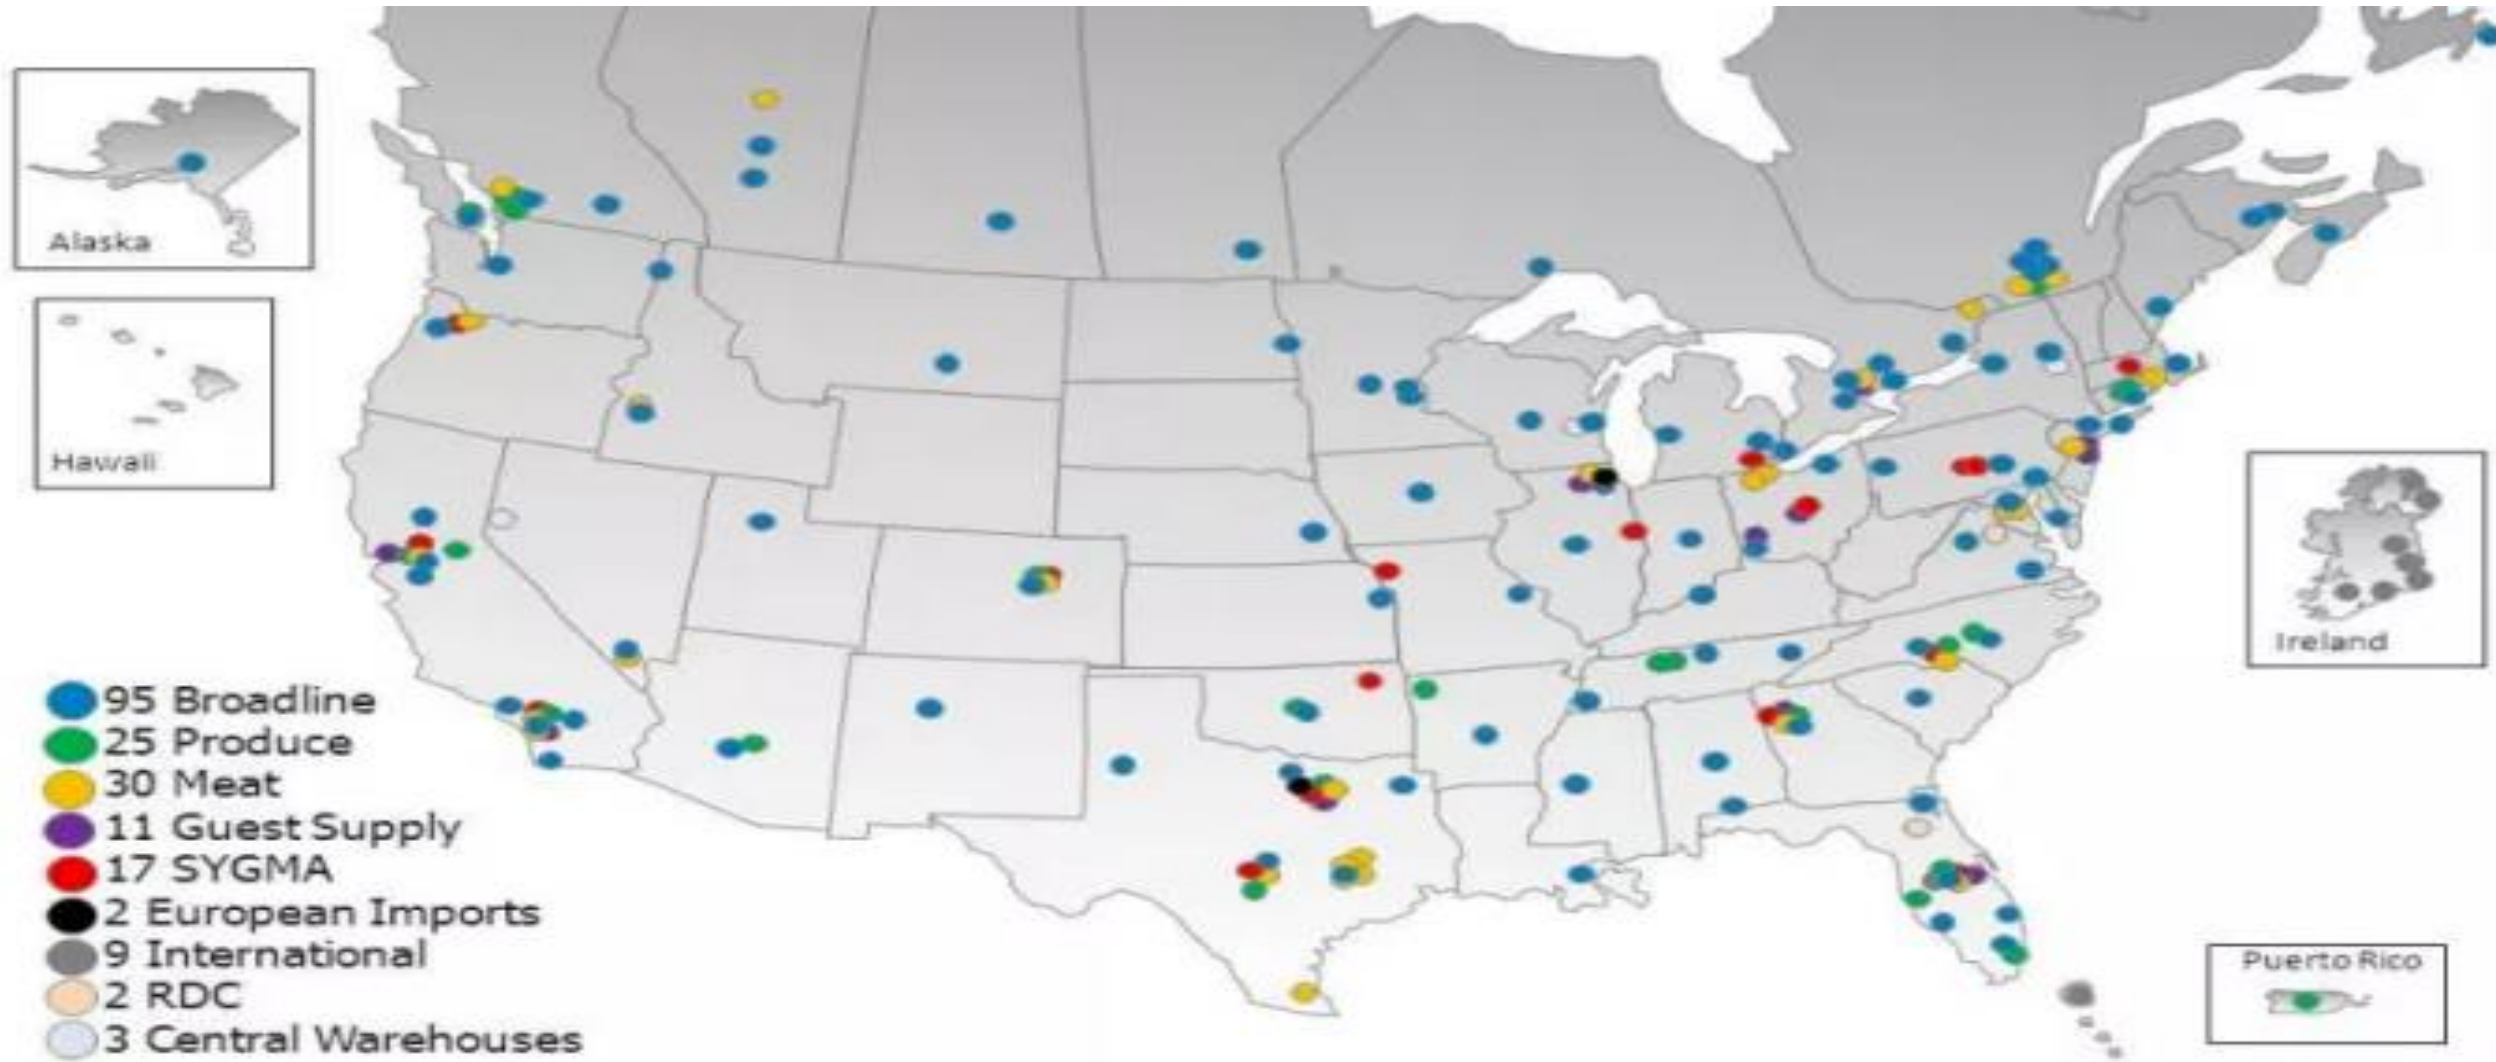 Alaska
Hawaii
Ireland
Puerto Rico
95 Broadline
25 Produce
30 Meat
11 Guest Supply
17 SYGMA
2 European Imports
9 International
2 RDC
3 Central Warehouses